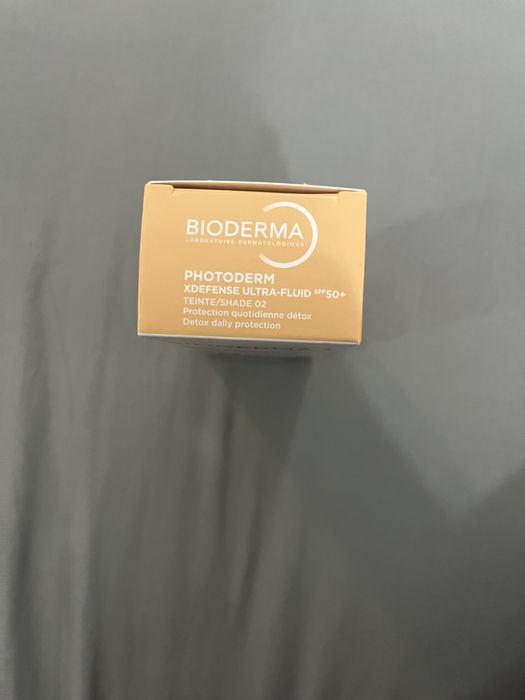 BIODERMA
LABORATOIRE DERMATOLOGIQUE
PHOTODERM
XDEFENSE ULTRA-FLUID SPF50+
TEINTE/SHADE 02
Protection quotidienne détox
Detox daily protection